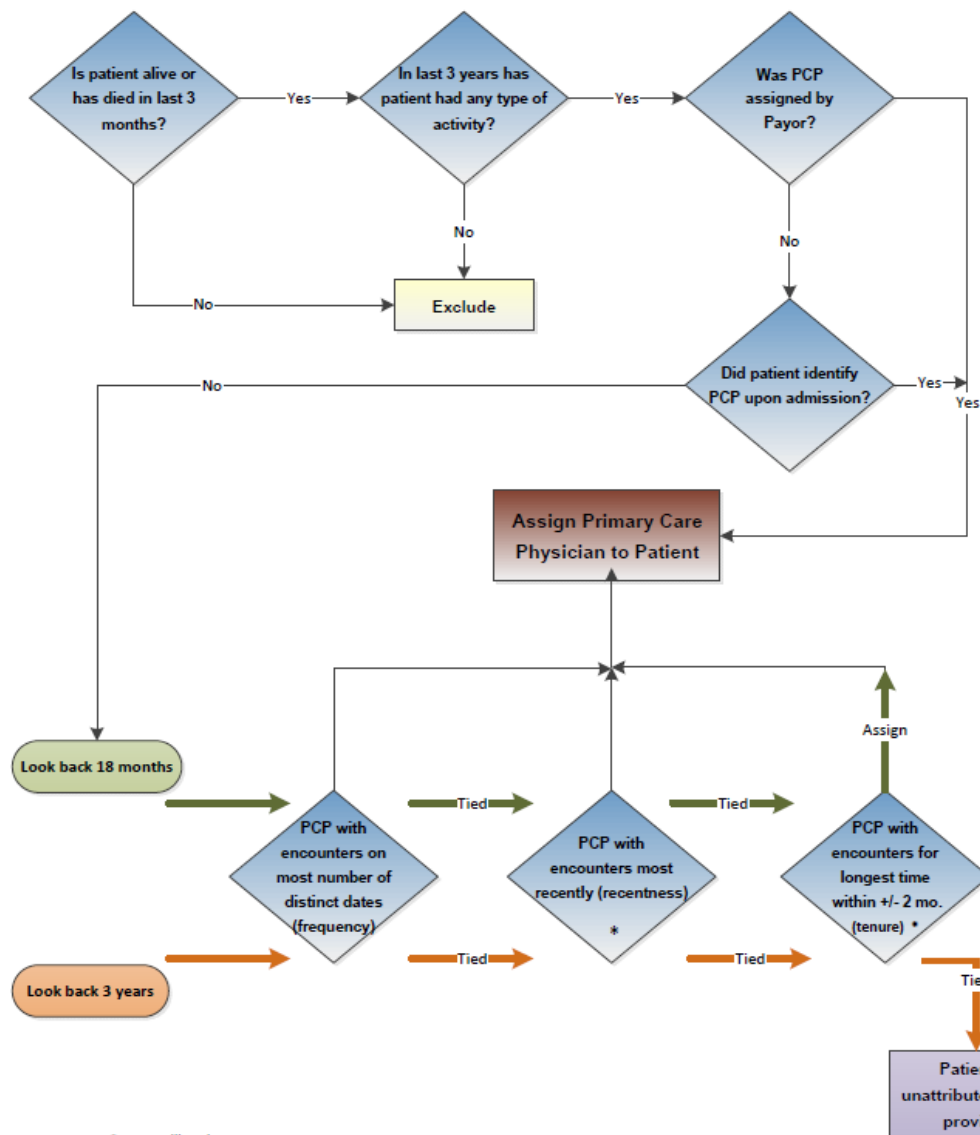 Is patient alive or
has died in last 3
months?
Yes
In last 3 years has
patient had any type of
activity?
Yes
Was PCP
assigned by
Payor?
No
No
No
Exclude
Did patient identify
PCP upon admission?
No
Yes
Yes
Assign Primary Care
Physician to Patient
Assign
Look back 18 months
Tied
Tied
PCP with
encounters on
most number of
distinct dates
(frequency)
PCP with
encounters most
recently (recentness)
*
PCP with
encounters for
longest time
within +/- 2 mo.
(tenure) *
Look back 3 years
Tied
Tied
Tie
Patie
unattribut
prov